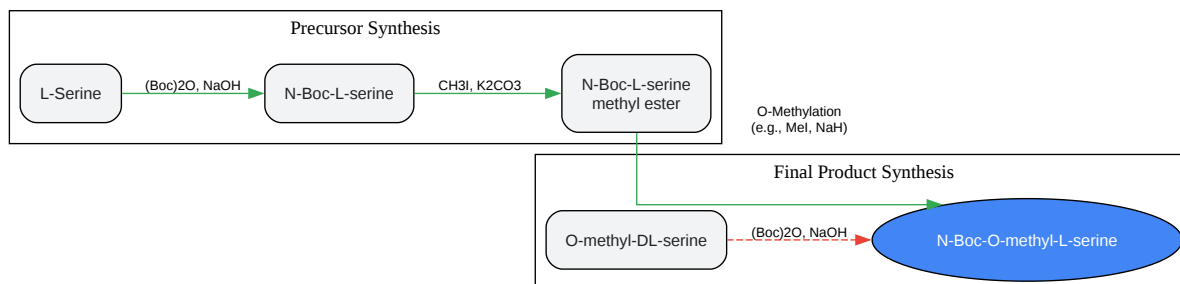 Precursor Synthesis
L-Serine
(Boc)2O, NaOH
N-Boc-L-serine
CH3I, K2CO3
N-Boc-L-serine
methyl ester
O-Methylation
(e.g., MeI, NaH)
Final Product Synthesis
O-methyl-DL-serine
(Boc)2O, NaOH
N-Boc-O-methyl-L-serine